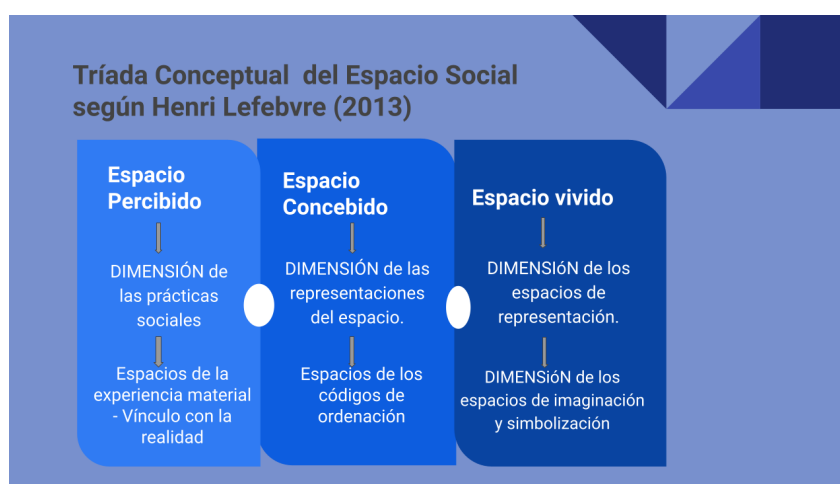 Tríada Conceptual del Espacio Social
según Henri Lefebvre (2013)
Espacio
Percibido
DIMENSIÓN de
las prácticas
sociales
Espacios de la
experiencia material
- Vínculo con la
realidad
Espacio
Concebido
DIMENSIÓN de las
representaciones
del espacio.
Espacios de los
códigos de
ordenación
Espacio vivido
DIMENSIóN de los
espacios de
representación.
DIMENSióN de los
espacios de imaginación
y simbolización